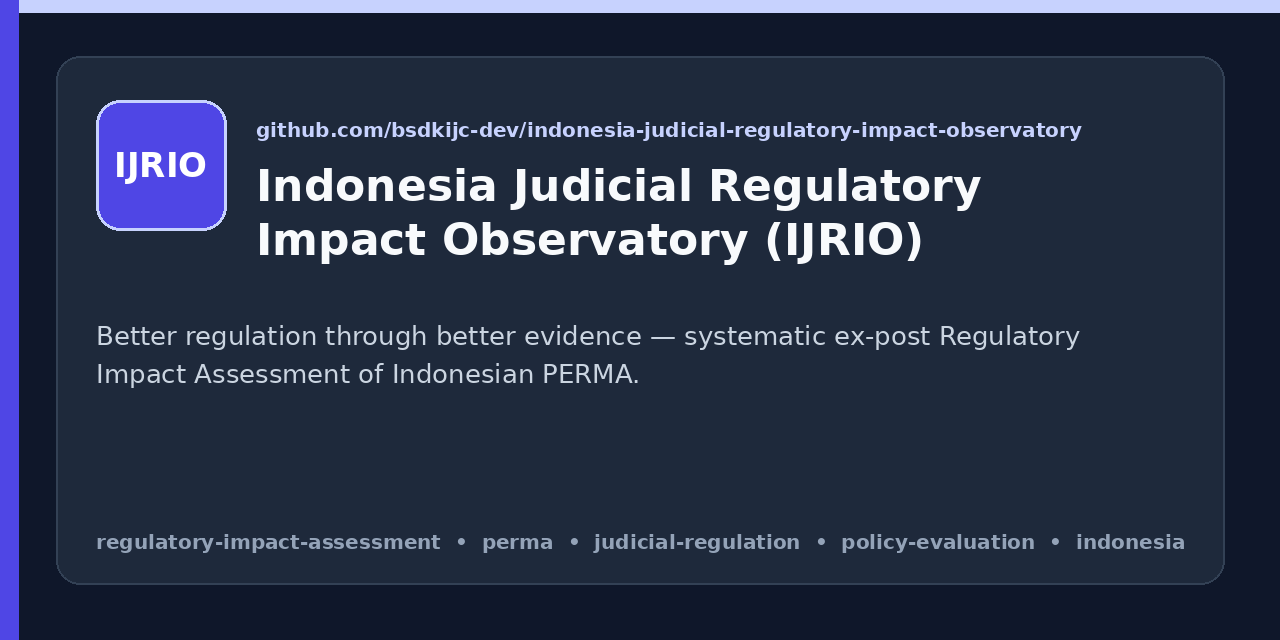 IJRIO
github.com/bsdkijc-dev/indonesia-judicial-regulatory-impact-observatory
Indonesia Judicial Regulatory
Impact Observatory (IJRIO)
Better regulation through better evidence — systematic ex-post Regulatory
Impact Assessment of Indonesian PERMA.
regulatory-impact-assessment • perma • judicial-regulation • policy-evaluation • indonesia